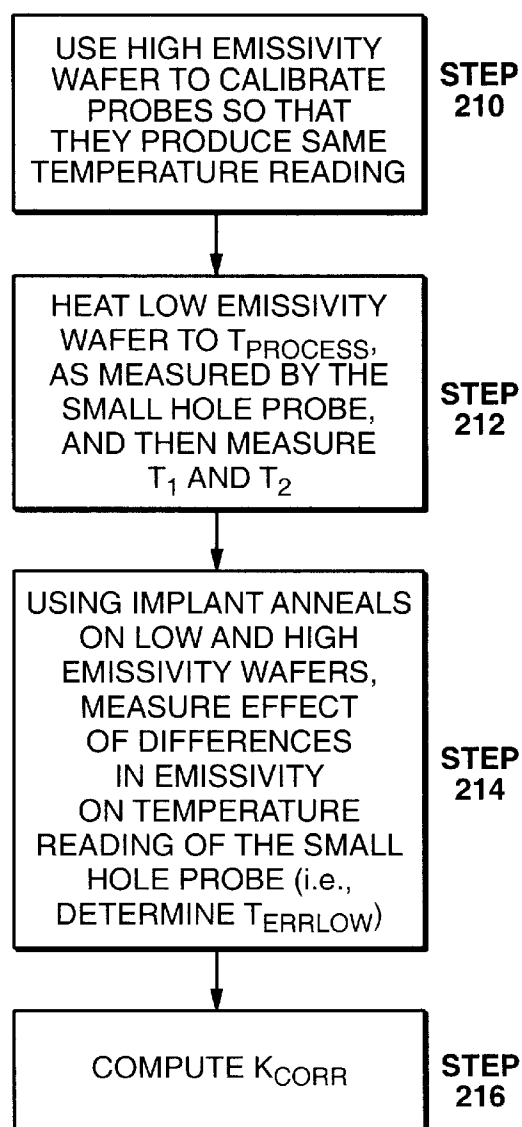 USE HIGH EMISSIVITY
WAFER TO CALIBRATE
PROBES SO THAT
THEY PRODUCE SAME
TEMPERATURE READING
STEP
210
HEAT LOW EMISSIVITY
WAFER TO TPROCESS,
AS MEASURED BY THE
SMALL HOLE PROBE,
AND THEN MEASURE
T1 AND T2
STEP
212
USING IMPLANT ANNEALS
ON LOW AND HIGH
EMISSIVITY WAFERS,
MEASURE EFFECT
OF DIFFERENCES
IN EMISSIVITY
ON TEMPERATURE
READING OF THE SMALL
HOLE PROBE (i.e.,
DETERMINE TERRLOW)
STEP
214
COMPUTE KCORR
STEP
216